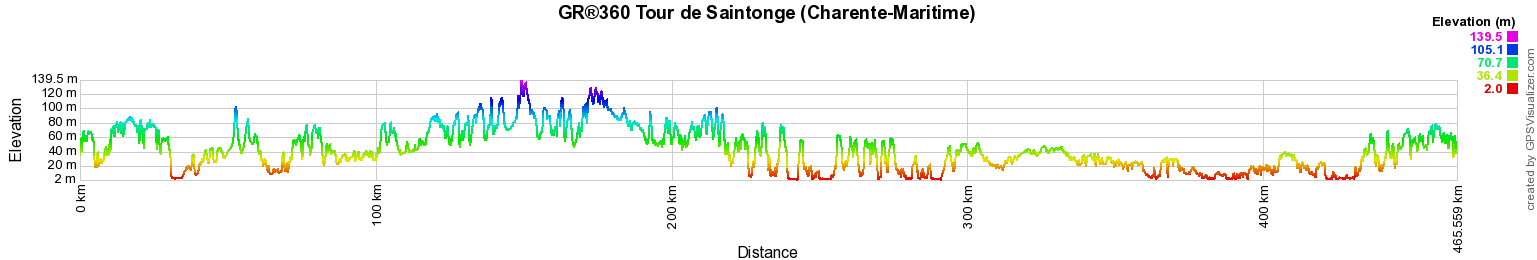 GR®360 Tour de Saintonge (Charente-Maritime)
Elevation (m)
139.5
105.1
70.7
36.4
2.0
Elevation
139.5 m
120 m
100 m
80 m
60 m
40 m
20 m
2 m
0 km
100 km
200 km
300 km
400 km
465.559 km
Distance
created by GPSVisualizer.com